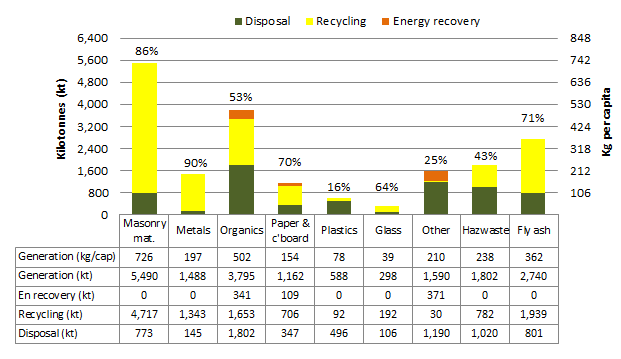 Disposal Recycling Energy recovery
6,400 848
5,600 742
4,800 636
4,000 530
3,200 424
2,400 318
1,600 212
800 106
0
Kilotonnes (kt)
Kg per capita
86% 90% 53% 70% 16% 64% 25% 43% 71%
Masonry mat. Metals Organics Paper & c'board Plastics Glass Other Hazwaste Fly ash
Generation (kg/cap) 726 197 502 154 78 39 210 238 362
Generation (kt) 5,490 1,488 3,795 1,162 588 298 1,590 1,802 2,740
En recovery (kt) 0 0 341 109 0 0 371 0 0
Recycling (kt) 4,717 1,343 1,653 706 92 192 30 782 1,939
Disposal (kt) 773 145 1,802 347 496 106 1,190 1,020 801